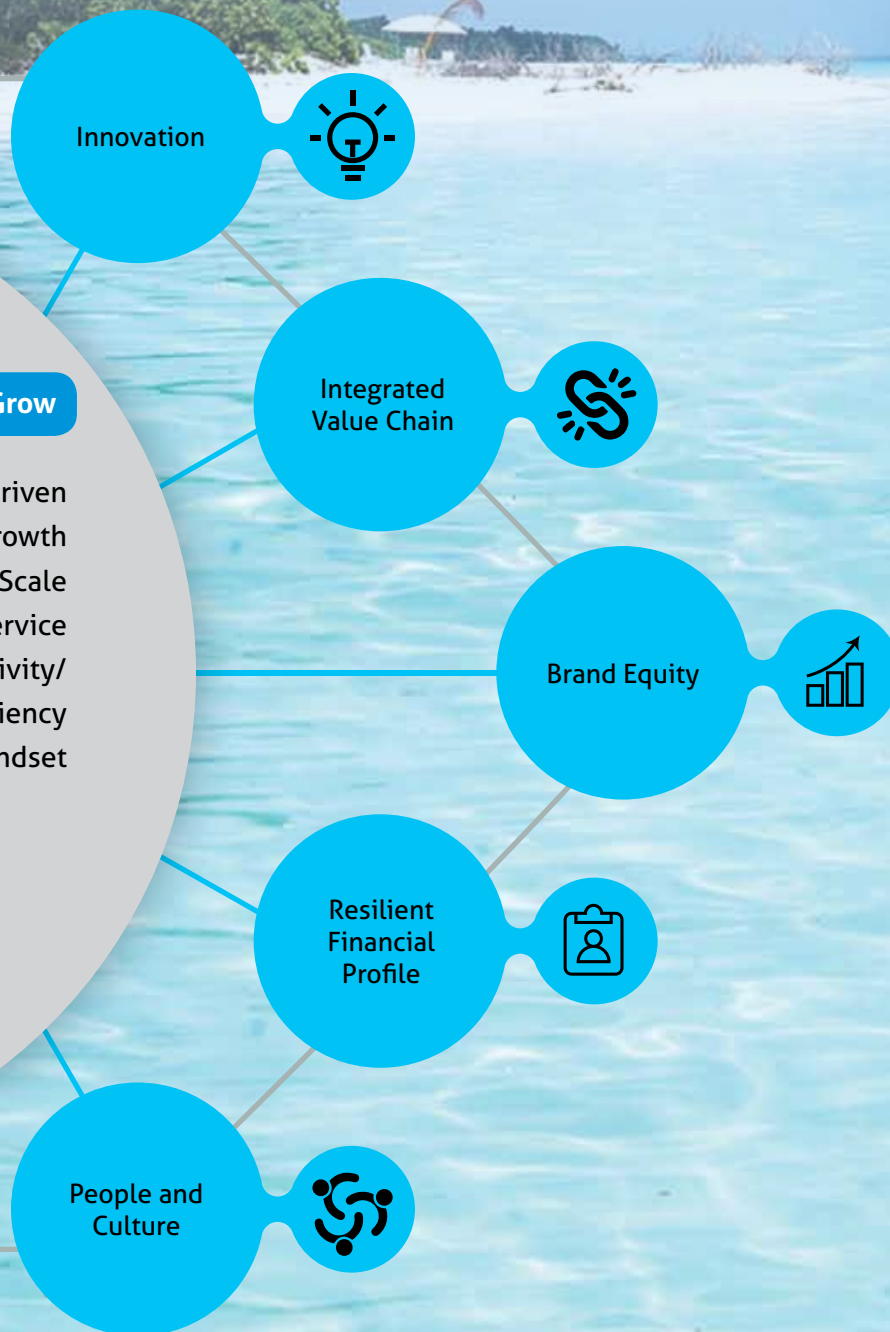 Innovation
Integrated
Value Chain
Grow
riven
rowth
Scale
ervice
ivity/
iency
ndset
Brand Equity
Resilient
Financial
Profile
People and
Culture